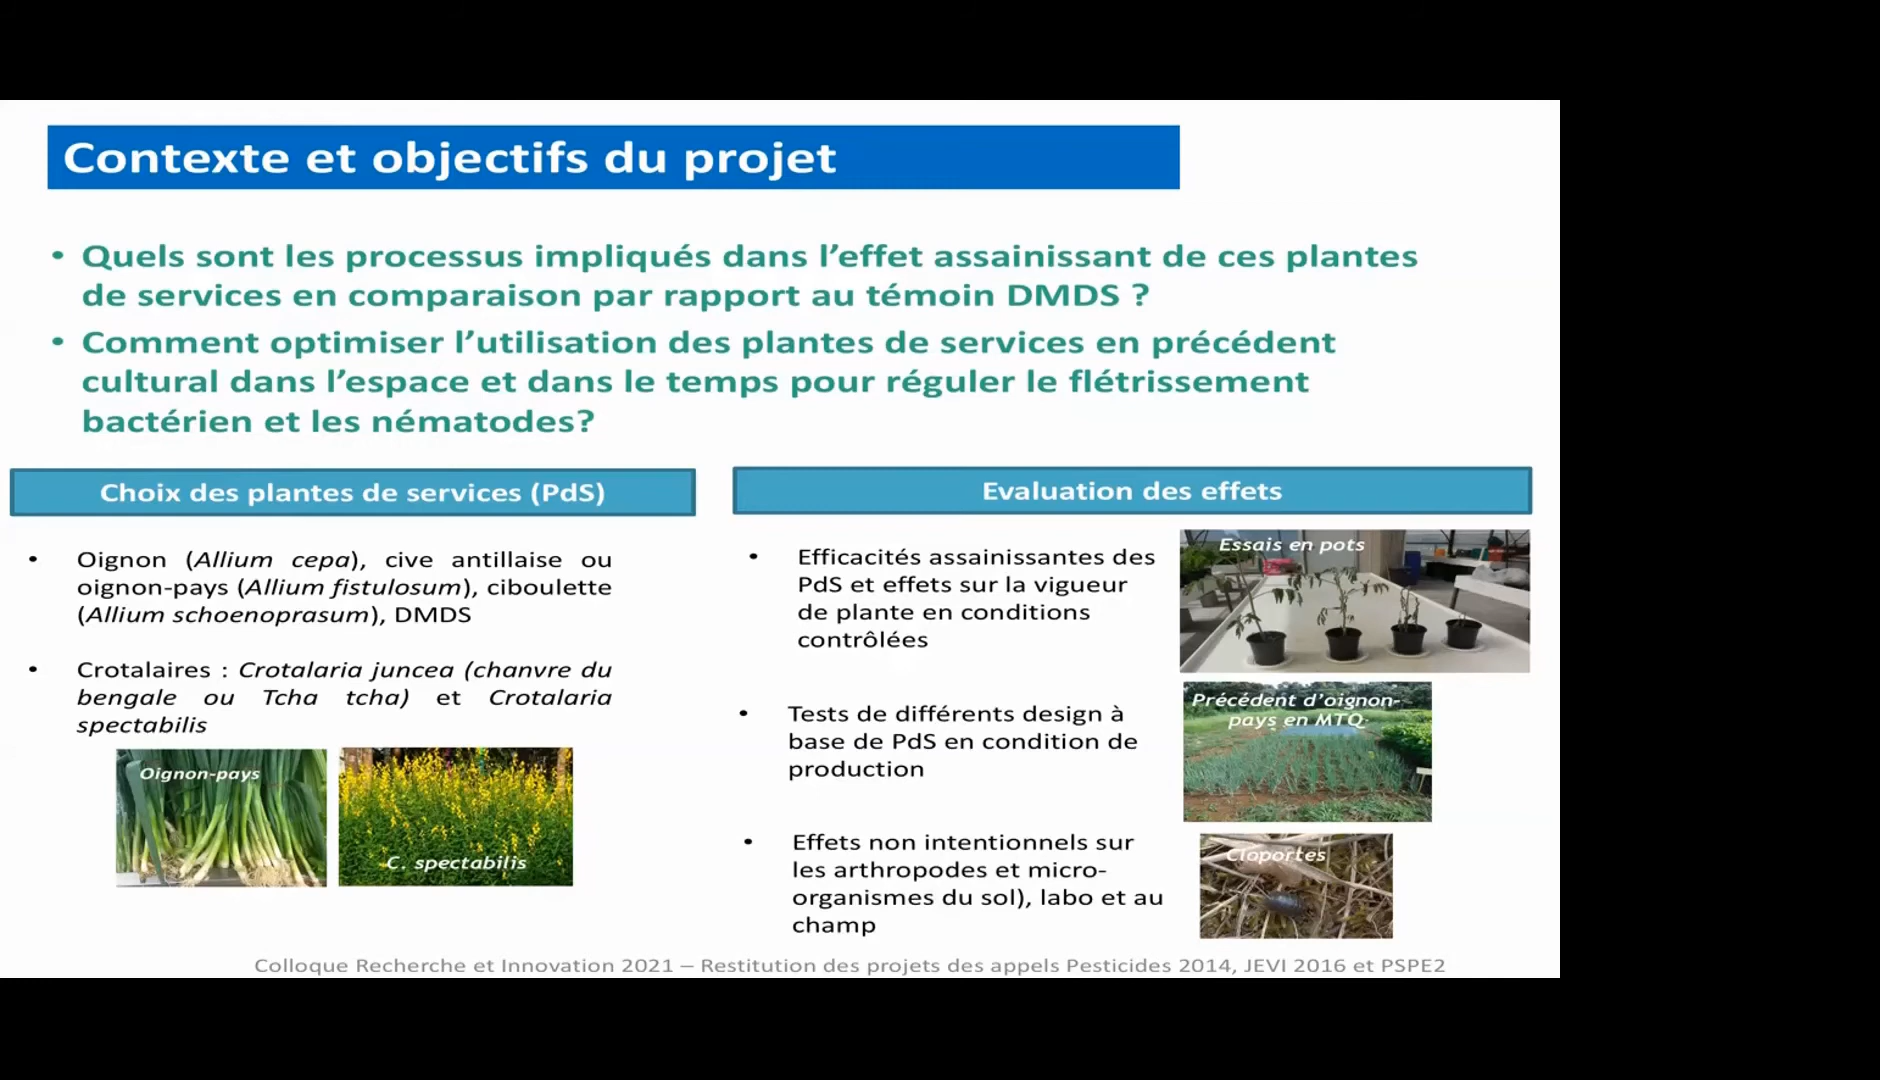 Contexte et objectifs du projet
• Quels sont les processus impliqués dans l’effet assainissant de ces plantes
de services en comparaison par rapport au témoin DMDS ?
• Comment optimiser l’utilisation des plantes de services en précédent
cultural dans l’espace et dans le temps pour réguler le flétrissement
bactérien et les nématodes?
Choix des plantes de services (PdS)
• Oignon (Allium cepa), cive antillaise ou
oignon-pays (Allium fistulosum), ciboulette
(Allium schoenoprasum), DMDS
• Crotalaires : Crotalaria juncea (chanvre du
bengale ou Tcha tcha) et Crotalaria
spectabilis
Oignon-pays
C. spectabilis
Evaluation des effets
• Efficacités assainissantes des
PdS et effets sur la vigueur
de plante en conditions
contrôlées
Essais en pots
• Tests de différents design à
base de PdS en condition de
production
Précédent d’oignon-
pays en MTQ
• Effets non intentionnels sur
les arthropodes et micro-
organismes du sol), labo et au
champ
Cloportes
Colloque Recherche et Innovation 2021 – Restitution des projets des appels Pesticides 2014, JEVI 2016 et PSPE2